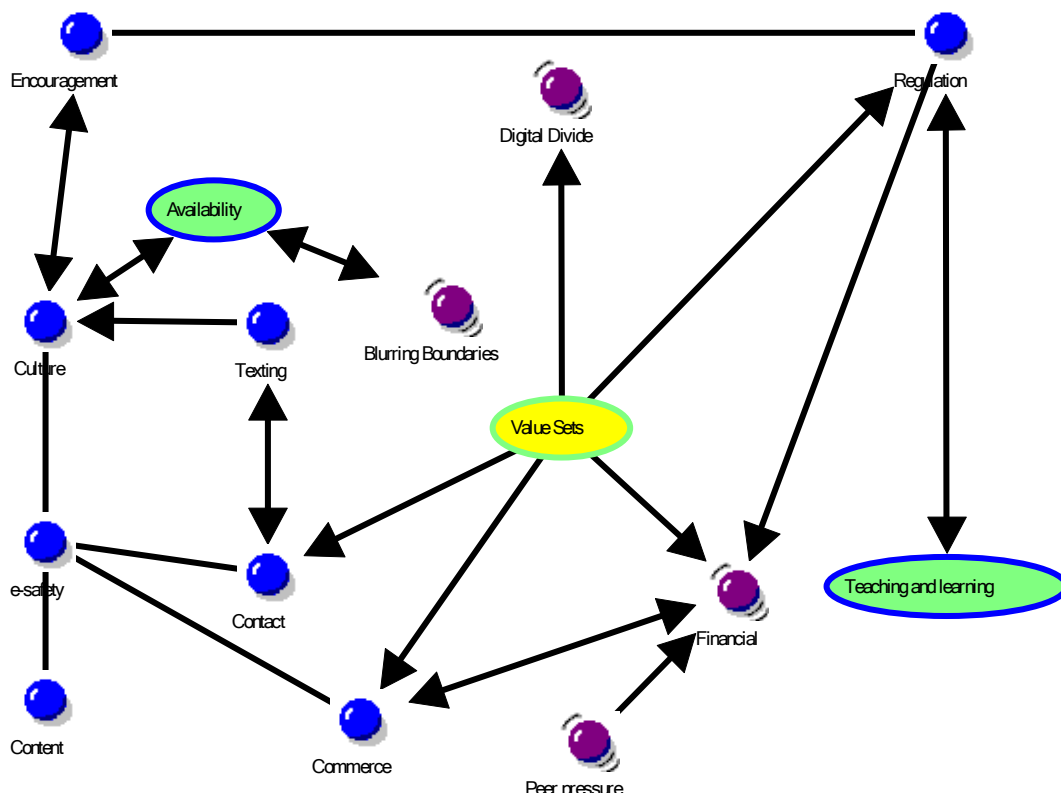 Encouragement
Regulation
Digital Divide
Availability
Blurring Boundaries
Culture
Texting
Value Sets
e-safety
Contact
Teaching and learning
Financial
Content
Commerce
Peer pressure